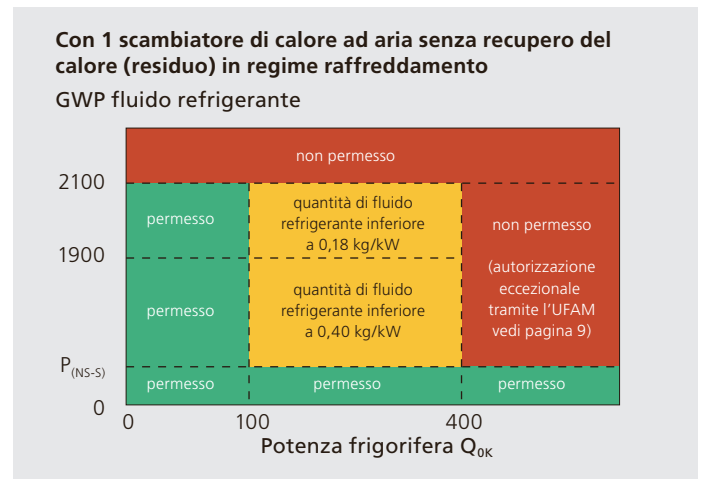 Con 1 scambiatore di calore ad aria senza recupero del
calore (residuo) in regime raffreddamento
GWP fluido refrigerante
non permesso
2100
permesso
quantità di fluido
refrigerante inferiore
a 0,18 kg/kW
non permesso
(autorizzazione
eccezionale
tramite l'UFAM
vedi pagina 9)
1900
permesso
quantità di fluido
refrigerante inferiore
a 0,40 kg/kW
P(NS-S)
permesso
permesso
permesso
0
0
100
400
Potenza frigorifera Q0K